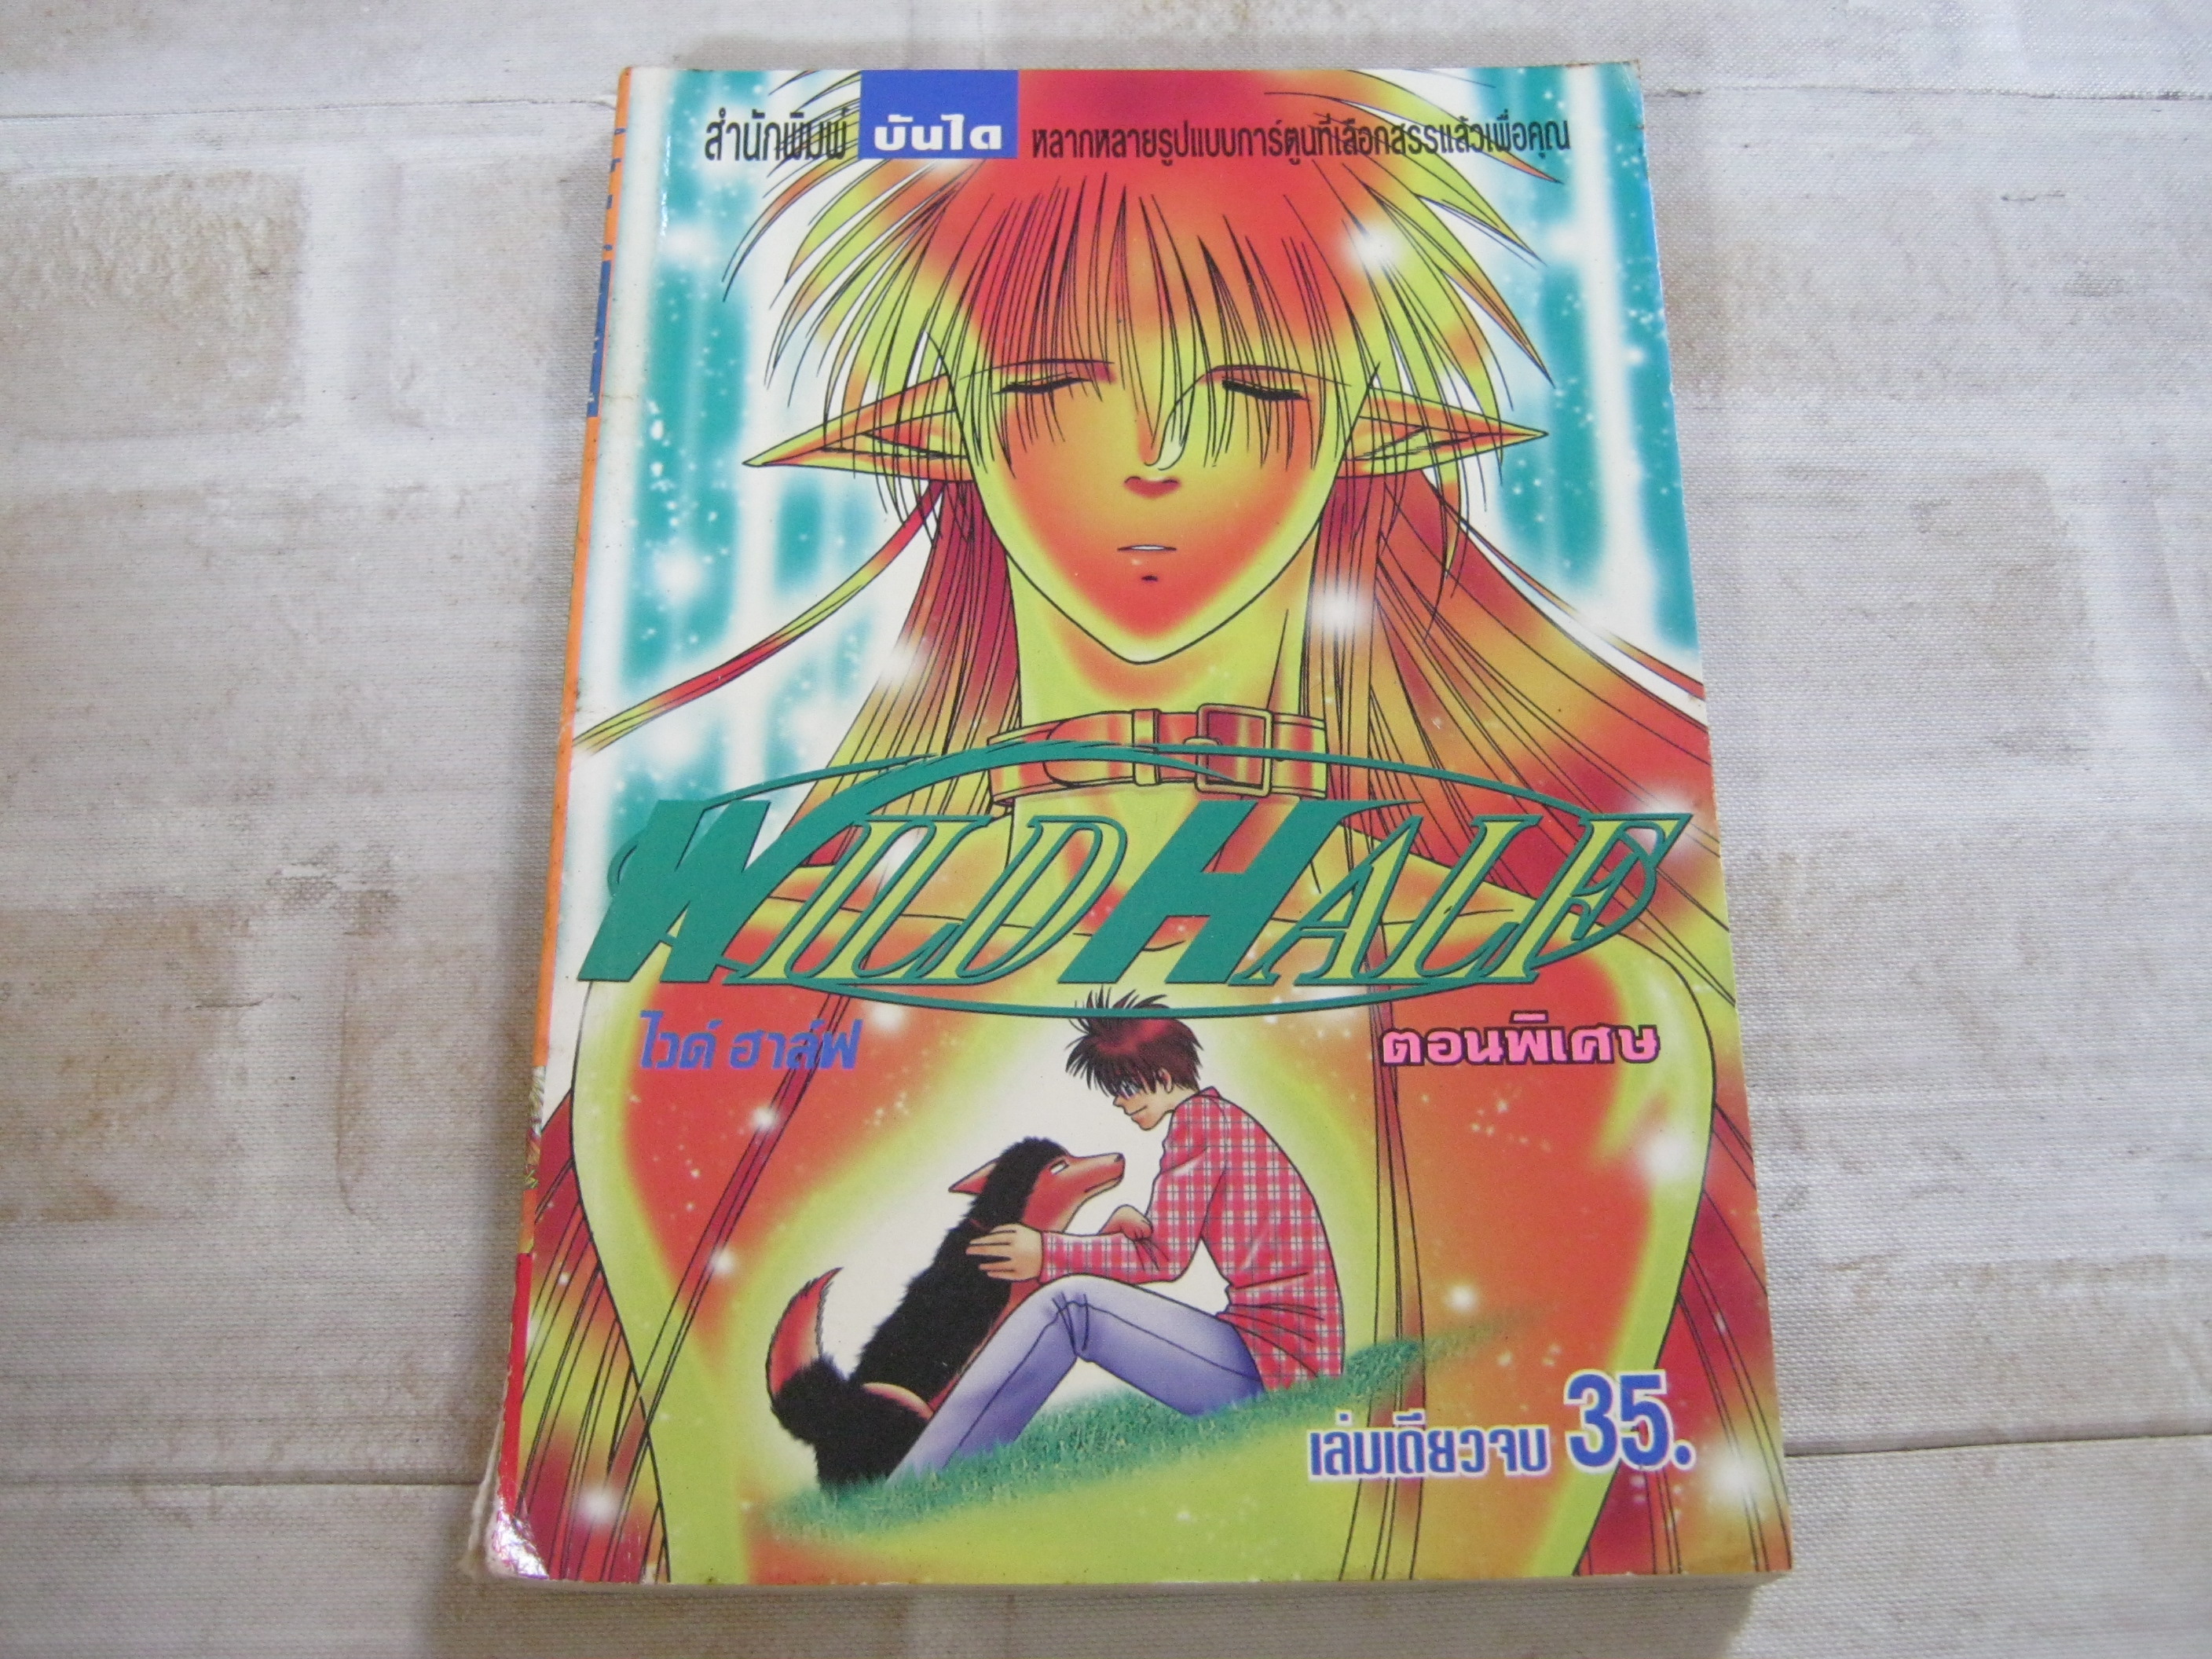 สำนักพิมพ์ บันได หลากหลายรูปแบบการ์ตูนที่เลือกสรรแล้วเพื่อคุณ
WILD HALF
ไวด์ ฮาล์ฟ ตอนพิเศษ
เล่มเดียวจบ 35.